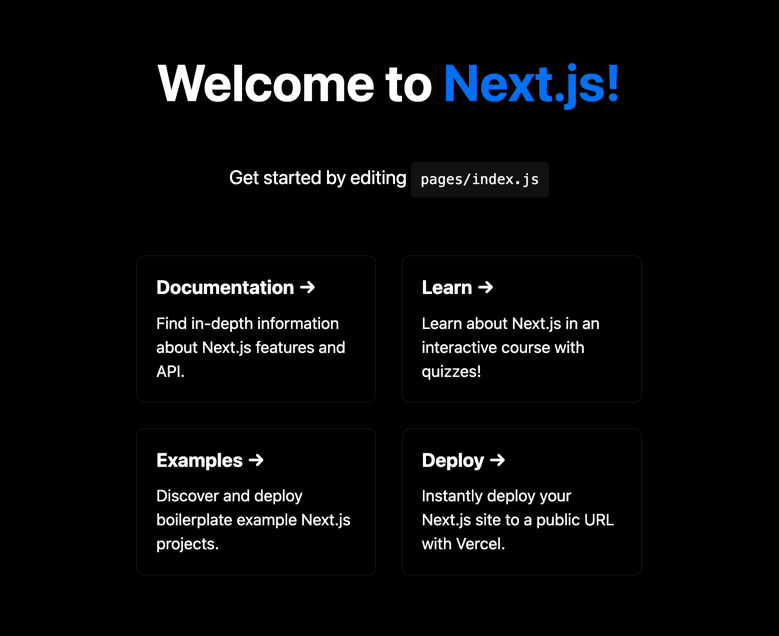 Welcome to Next.js!
Get started by editing pages/index.js
Documentation →
Find in-depth information
about Next.js features and
API.
Learn →
Learn about Next.js in an
interactive course with
quizzes!
Examples →
Discover and deploy
boilerplate example Next.js
projects.
Deploy →
Instantly deploy your
Next.js site to a public URL
with Vercel.